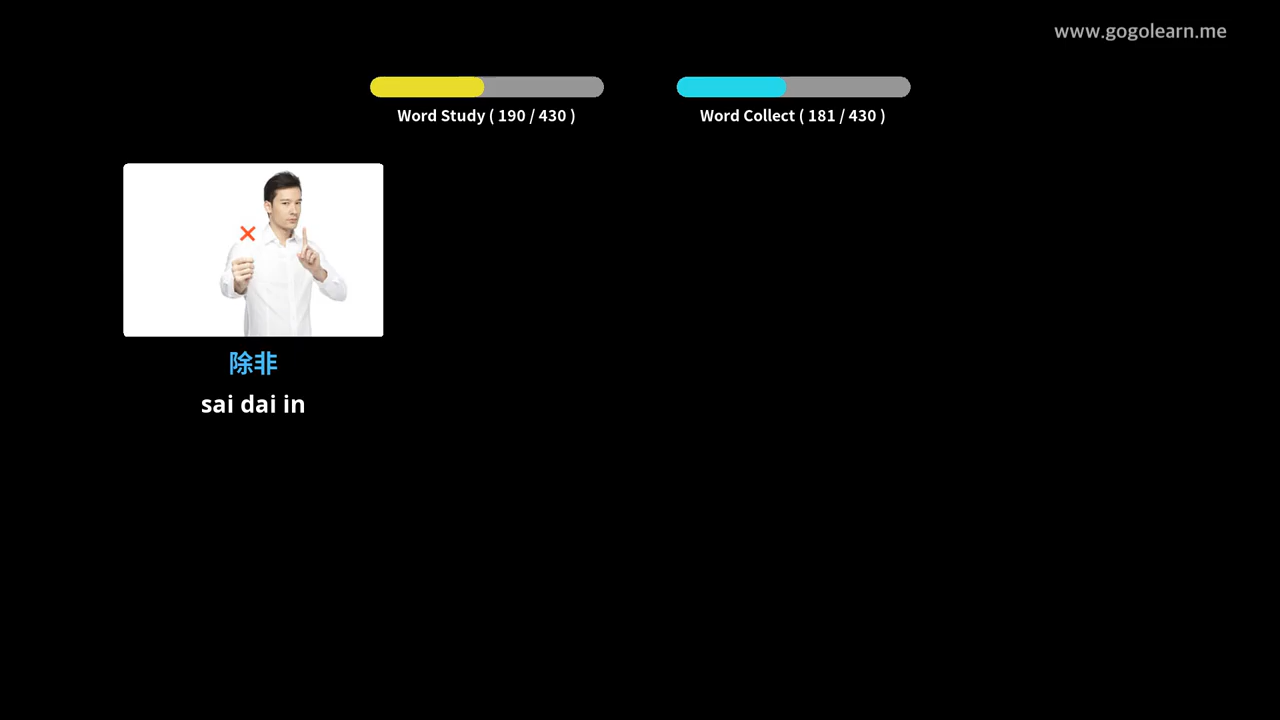 www.gogolearn.me
Word Study ( 190 / 430 )
Word Collect ( 181 / 430 )
除非
sai dai in